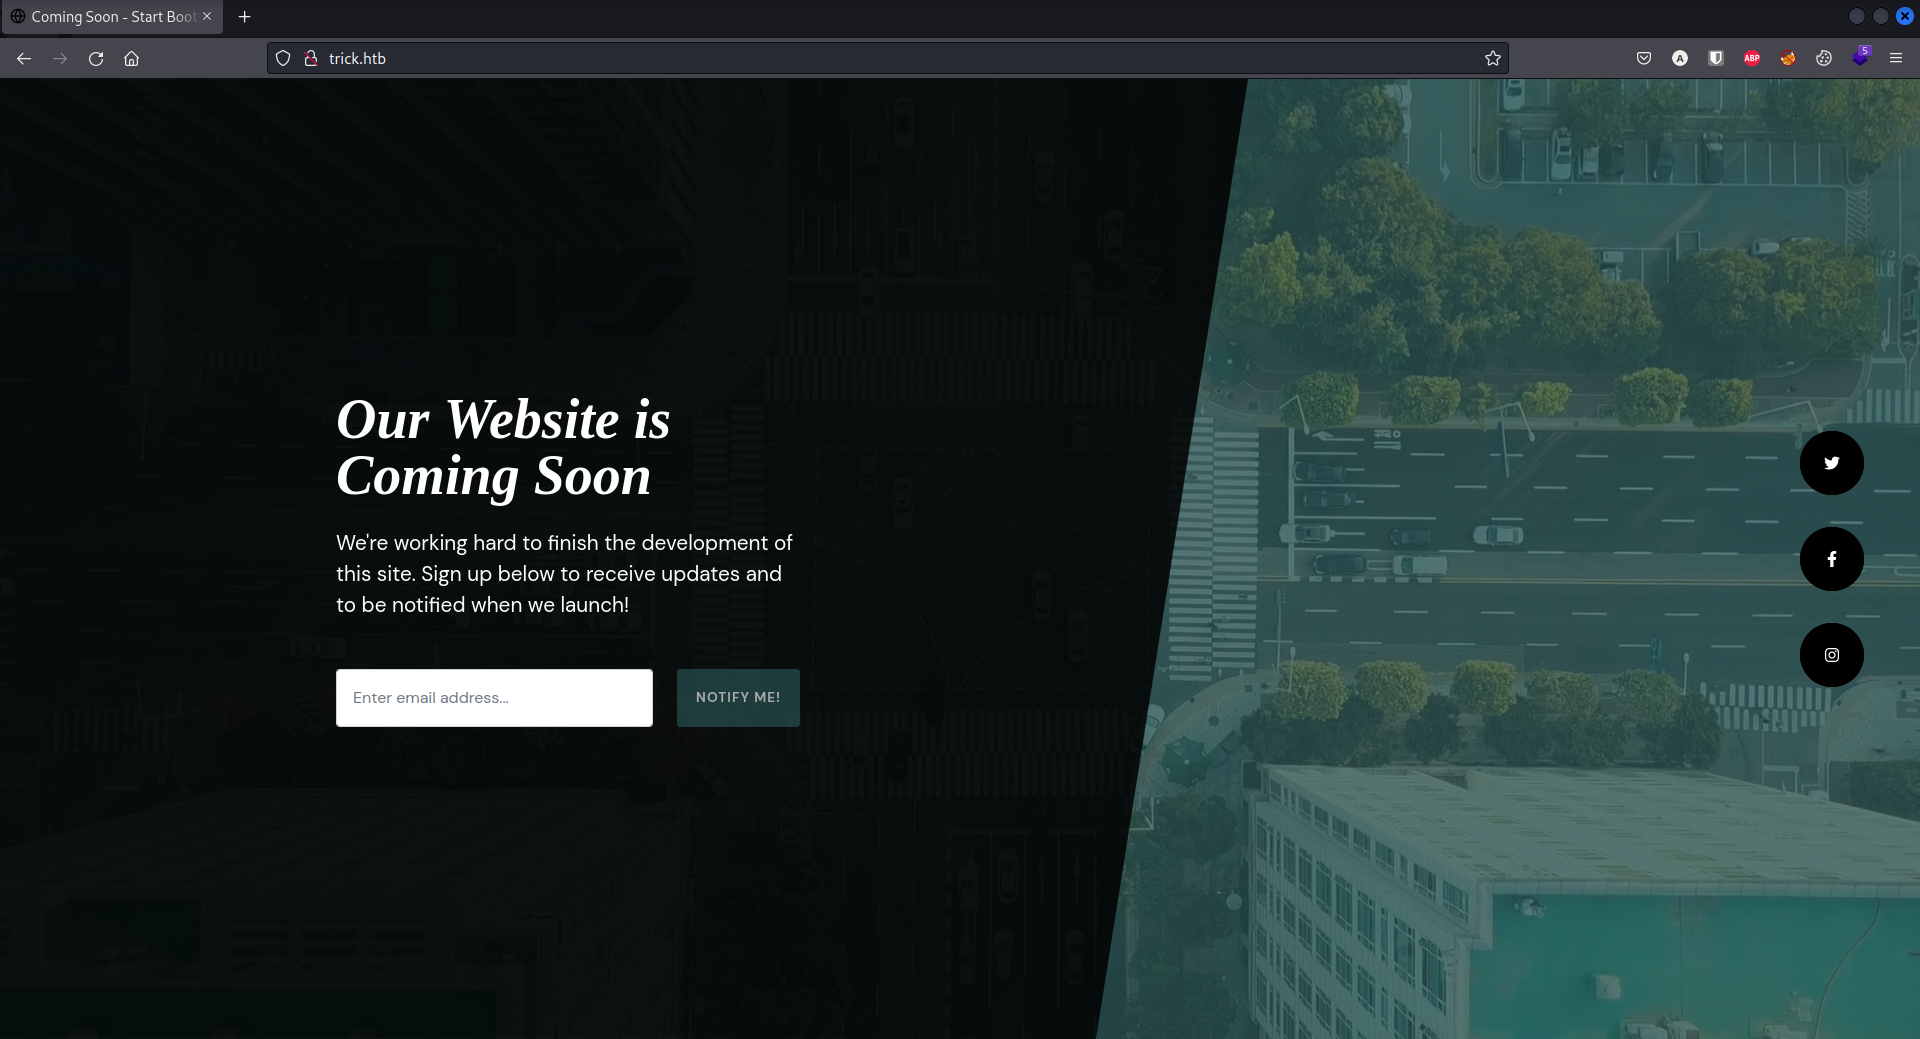 Coming Soon - Start Boot
trick.htb
ABP
5
Our Website is
Coming Soon
We're working hard to finish the development of
this site. Sign up below to receive updates and
to be notified when we launch!
Enter email address...
NOTIFY ME!